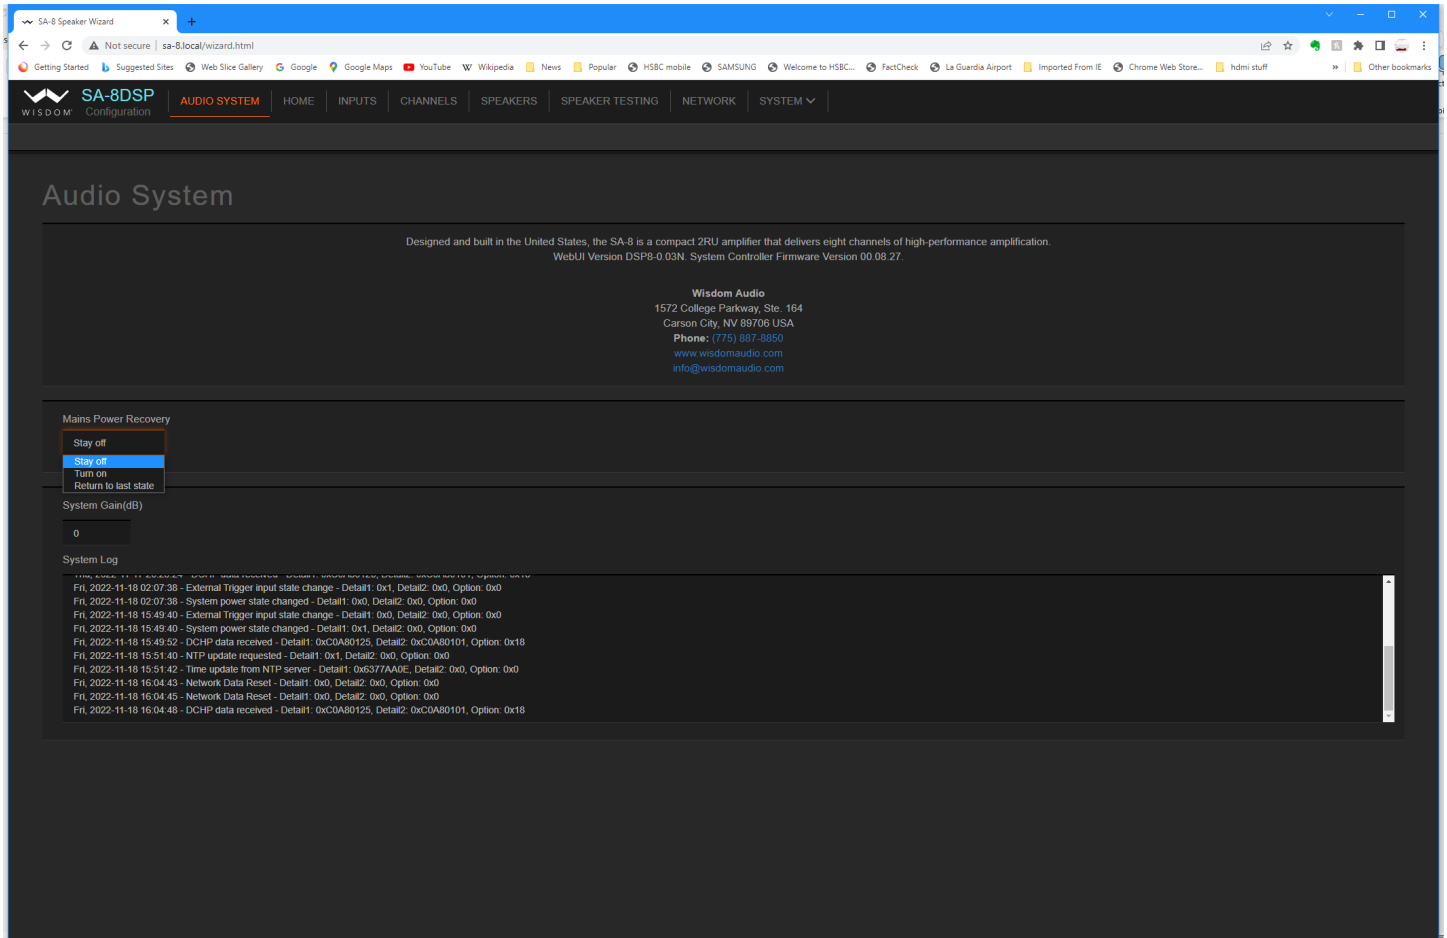 SA-8 Speaker Wizard
Not secure | sa-8.local/wizard.html
Getting Started Suggested Sites Web Slice Gallery Google Google Maps YouTube Wikipedia News Popular HSBC mobile SAMSUNG Welcome to HSBC... FactCheck La Guardia Airport Imported From IE Chrome Web Store... hdmi stuff » Other bookmarks
WISDOM SA-8DSP Configuration AUDIO SYSTEM HOME INPUTS CHANNELS SPEAKERS SPEAKER TESTING NETWORK SYSTEM
Audio System
Designed and built in the United States, the SA-8 is a compact 2RU amplifier that delivers eight channels of high-performance amplification.
WebUI Version DSP8-0.03N. System Controller Firmware Version 00.08.27.
Wisdom Audio
1572 College Parkway, Ste. 164
Carson City, NV 89706 USA
Phone: (775) 887-8850
www.wisdomaudio.com
info@wisdomaudio.com
Mains Power Recovery
Stay off
Stay off
Turn on
Return to last state
System Gain(dB)
0
System Log
Fri, 2022-11-18 02:07:38 - External Trigger input state change - Detail1: 0x1, Detail2: 0x0, Option: 0x0
Fri, 2022-11-18 02:07:38 - System power state changed - Detail1: 0x0, Detail2: 0x0, Option: 0x0
Fri, 2022-11-18 15:49:40 - External Trigger input state change - Detail1: 0x0, Detail2: 0x0, Option: 0x0
Fri, 2022-11-18 15:49:40 - System power state changed - Detail1: 0x1, Detail2: 0x0, Option: 0x0
Fri, 2022-11-18 15:49:52 - DCHP data received - Detail1: 0xC0A80125, Detail2: 0xC0A80101, Option: 0x18
Fri, 2022-11-18 15:51:40 - NTP update requested - Detail1: 0x1, Detail2: 0x0, Option: 0x0
Fri, 2022-11-18 15:51:42 - Time update from NTP server - Detail1: 0x6377AA0E, Detail2: 0x0, Option: 0x0
Fri, 2022-11-18 16:04:43 - Network Data Reset - Detail1: 0x0, Detail2: 0x0, Option: 0x0
Fri, 2022-11-18 16:04:45 - Network Data Reset - Detail1: 0x0, Detail2: 0x0, Option: 0x0
Fri, 2022-11-18 16:04:48 - DCHP data received - Detail1: 0xC0A80125, Detail2: 0xC0A80101, Option: 0x18